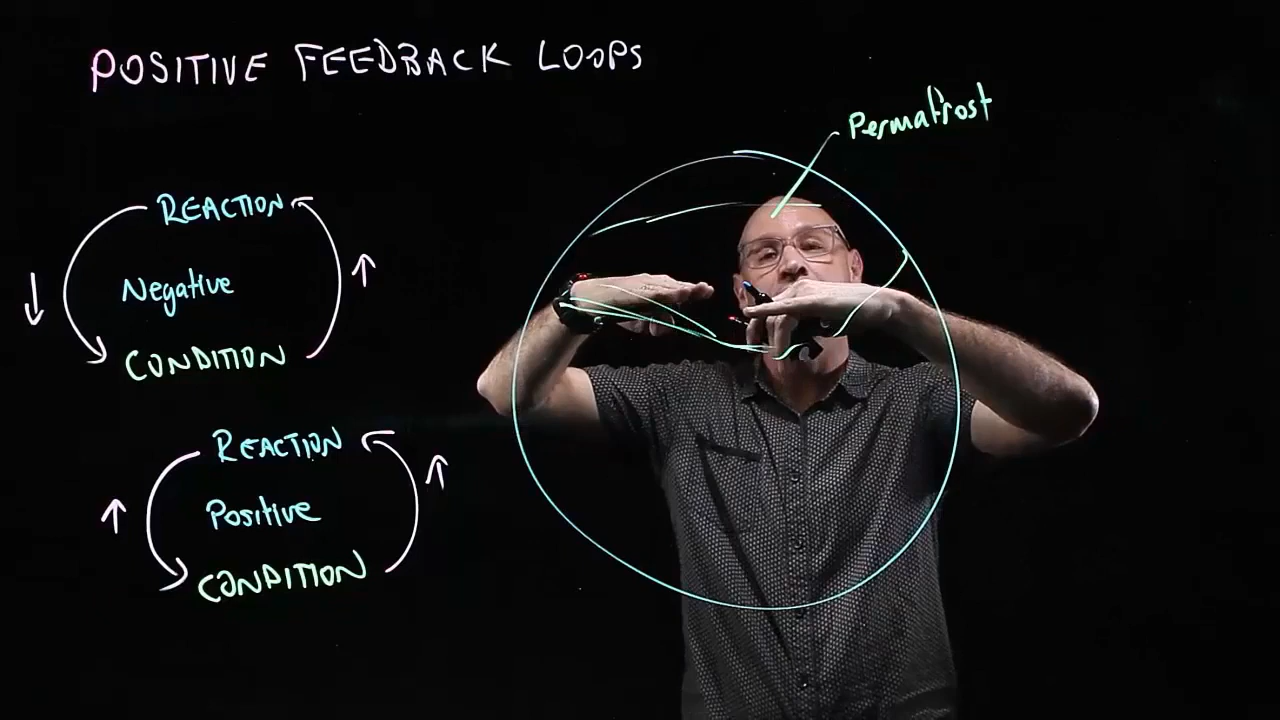 POSITIVE FEEDBACK LOOPS
Permafrost
REACTION
Negative
CONDITION
REACTION
Positive
CONDITION